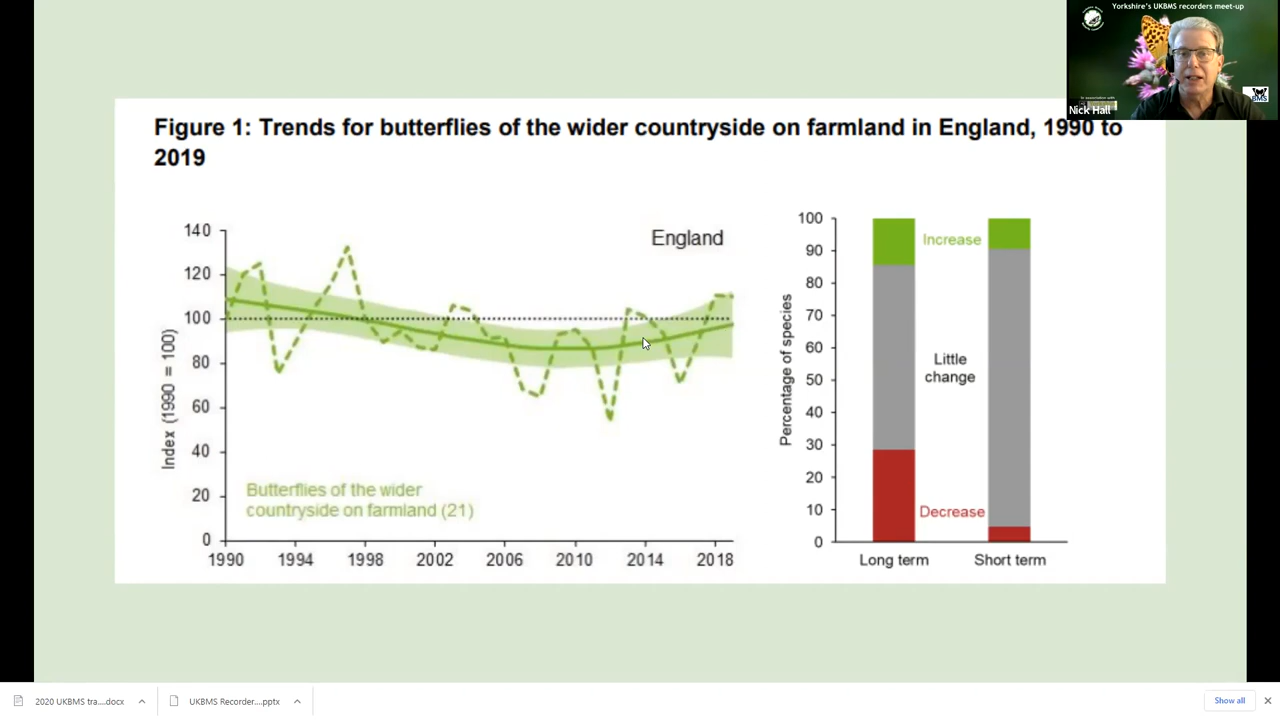 Yorkshire's UKBMS recorders meet-up
Nick Hall
Figure 1: Trends for butterflies of the wider countryside on farmland in England, 1990 to
2019
England
Index (1990 = 100)
140
120
100
80
60
40
20
0
Butterflies of the wider
countryside on farmland (21)
1990 1994 1998 2002 2006 2010 2014 2018
Percentage of species
100
90
80
70
60
50
40
30
20
10
0
Increase
Little
change
Decrease
Long term Short term
2020 UKBMS tra....docx
UKBMS Recorder....pptx
Show all